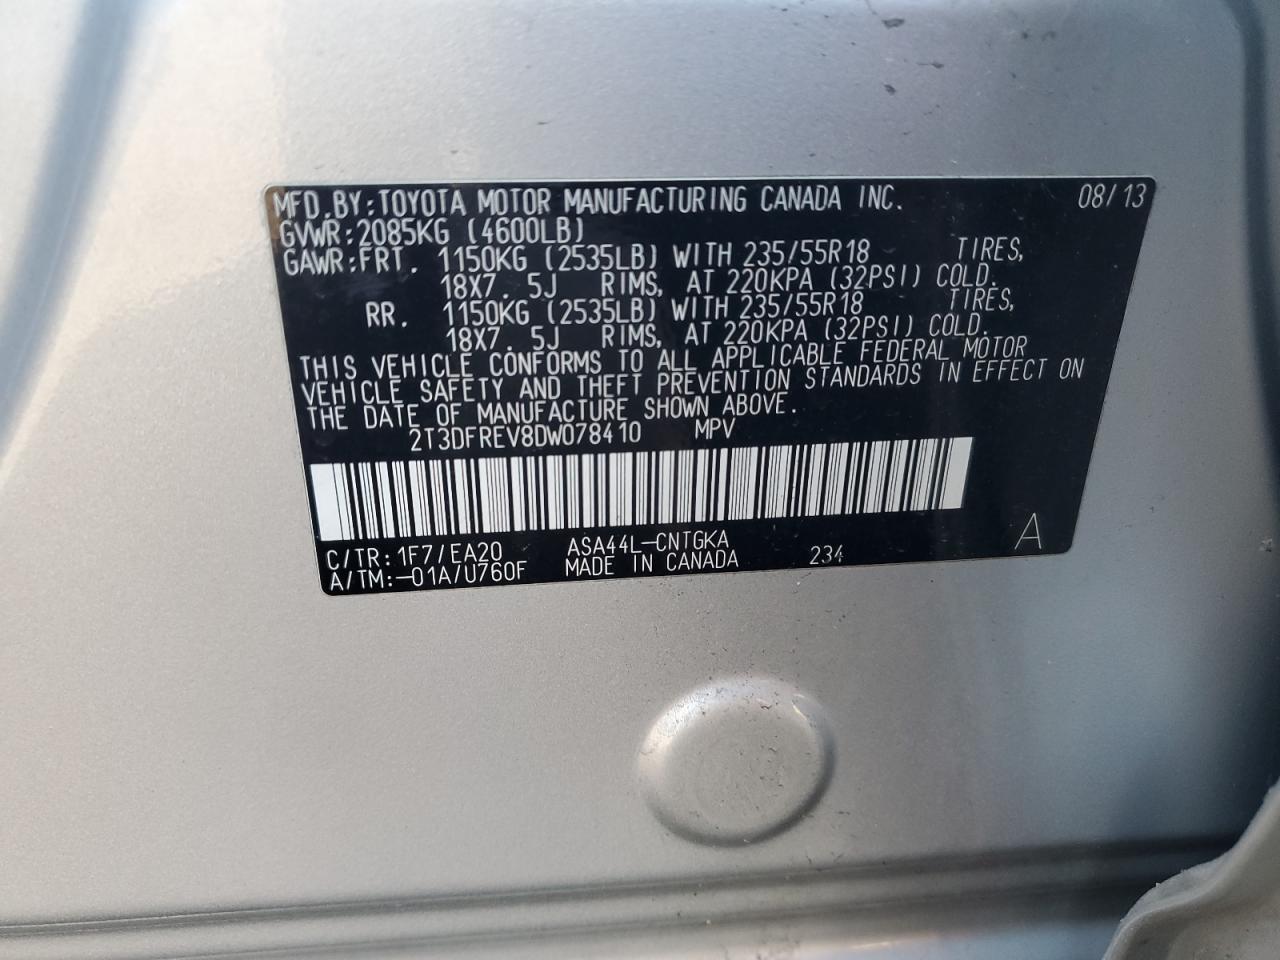 MFD.BY:TOYOTA MOTOR MANUFACTURING CANADA INC. 08/13
GVWR:2085KG (4600LB)
GAWR:FRT. 1150KG (2535LB) WITH 235/55R18 TIRES,
18X7. 5J RIMS, AT 220KPA (32PSI) COLD.
RR. 1150KG (2535LB) WITH 235/55R18 TIRES,
18X7. 5J RIMS, AT 220KPA (32PSI) COLD.
THIS VEHICLE CONFORMS TO ALL APPLICABLE FEDERAL MOTOR
VEHICLE SAFETY AND THEFT PREVENTION STANDARDS IN EFFECT ON
THE DATE OF MANUFACTURE SHOWN ABOVE.
2T3DFREV8DW078410 MPV
C/TR:1F7/EA20 ASA44L-CNTGKA
A/TM:-01A/U760F MADE IN CANADA 234 A